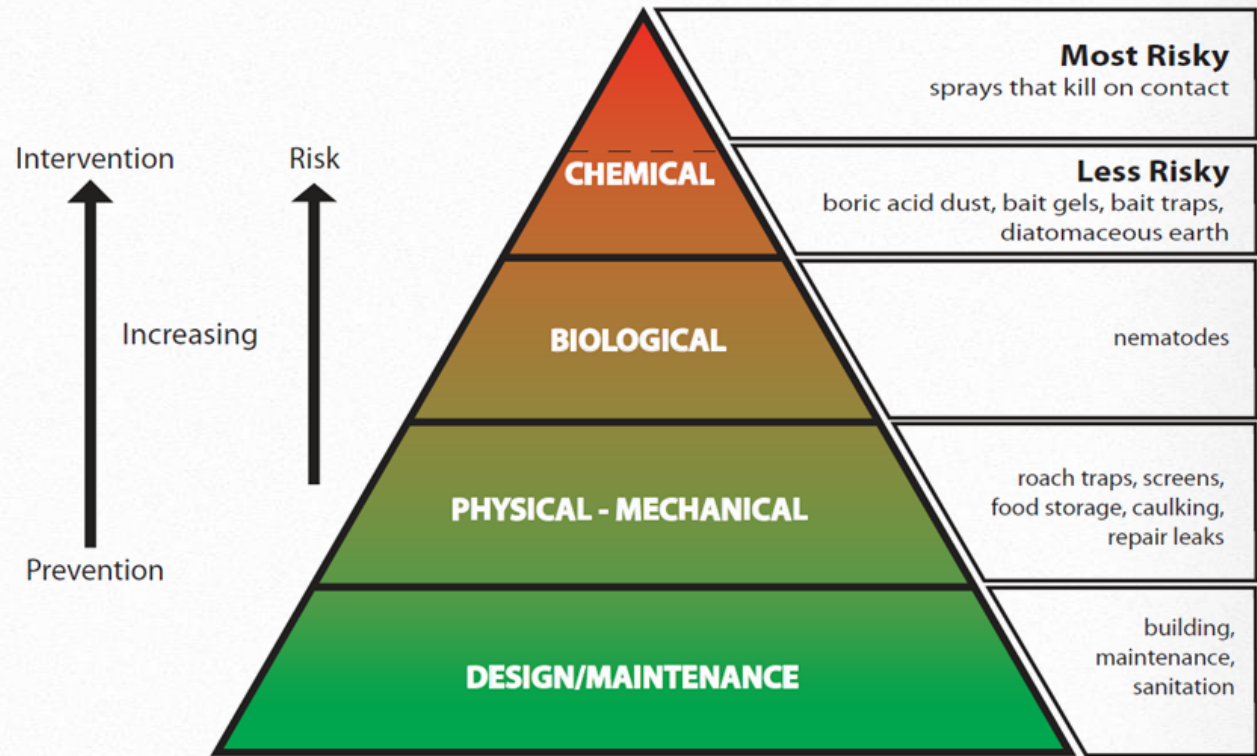 Most Risky
sprays that kill on contact
Intervention
Risk
CHEMICAL
Less Risky
boric acid dust, bait gels, bait traps,
diatomaceous earth
Increasing
BIOLOGICAL
nematodes
PHYSICAL - MECHANICAL
roach traps, screens,
food storage, caulking,
repair leaks
Prevention
DESIGN/MAINTENANCE
building,
maintenance,
sanitation